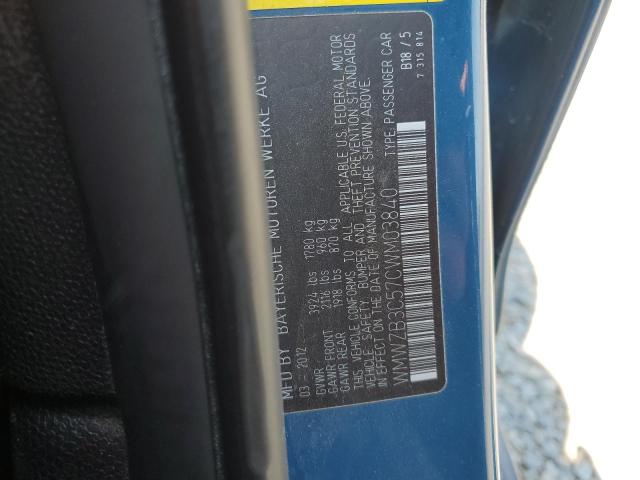 MFD BY BAYERISCHE MOTOREN WERKE AG
03 - 2012
GVWR 3924 lbs 1780 kg
GAWR FRONT 2116 lbs 960 kg
GAWR REAR 1918 lbs 870 kg
THIS VEHICLE CONFORMS TO ALL APPLICABLE U.S. FEDERAL MOTOR
VEHICLE SAFETY, BUMPER AND THEFT PREVENTION STANDARDS
IN EFFECT ON THE DATE OF MANUFACTURE SHOWN ABOVE.
WMWZB3C57CWM03840 TYPE: PASSENGER CAR
B18 / 5
7 315 814